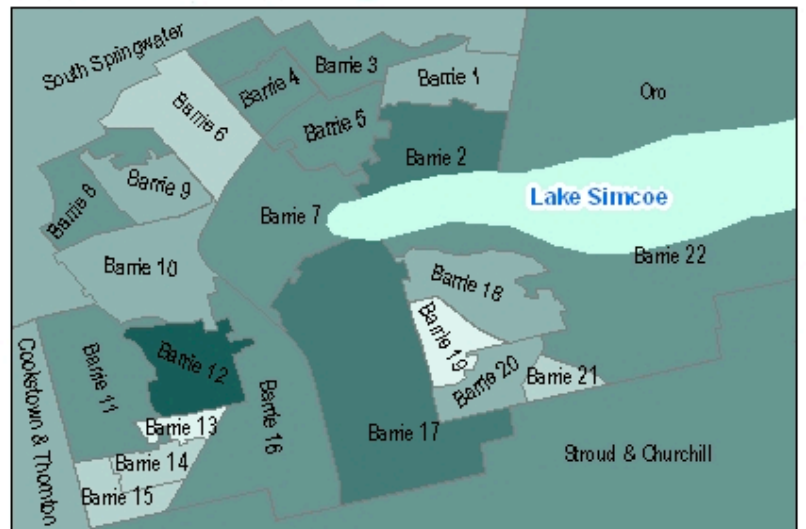 South Springwater
Barrie 3
Barrie 4
Barrie 1
Oro
Barrie 6
Barrie 5
Barrie 2
Barrie 9
Barrie 8
Lake Simcoe
Barrie 7
Barrie 22
Barrie 10
Barrie 18
Barrie 19
Barrie 12
Barrie 11
Barrie 20
Barrie 21
Cookstown & Thornton
Barrie 13
Barrie 16
Barrie 17
Barrie 14
Stroud & Churchill
Barrie 15